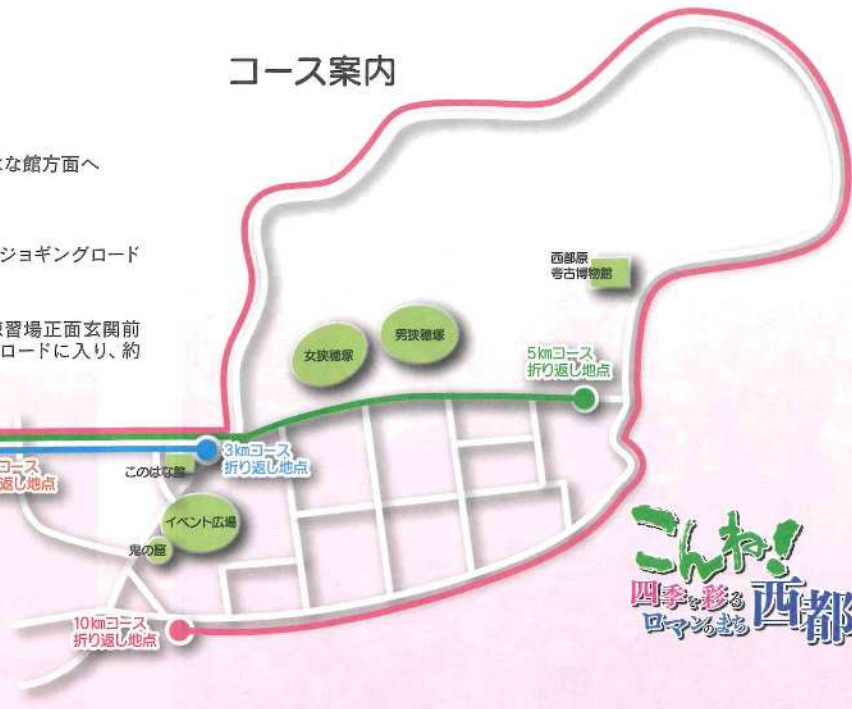 コース案内
な館方面へ
ジョギングロード
習場正面玄関前
ロードに入り、約
西都原
考古博物館
男狭穂塚
女狭穂塚
5kmコース
折り返し地点
3kmコース
折り返し地点
コース
返し地点
このはな館
イベント広場
鬼の窟
10kmコース
折り返し地点
こんね!
四季を彩る
ロマンのまち
西都